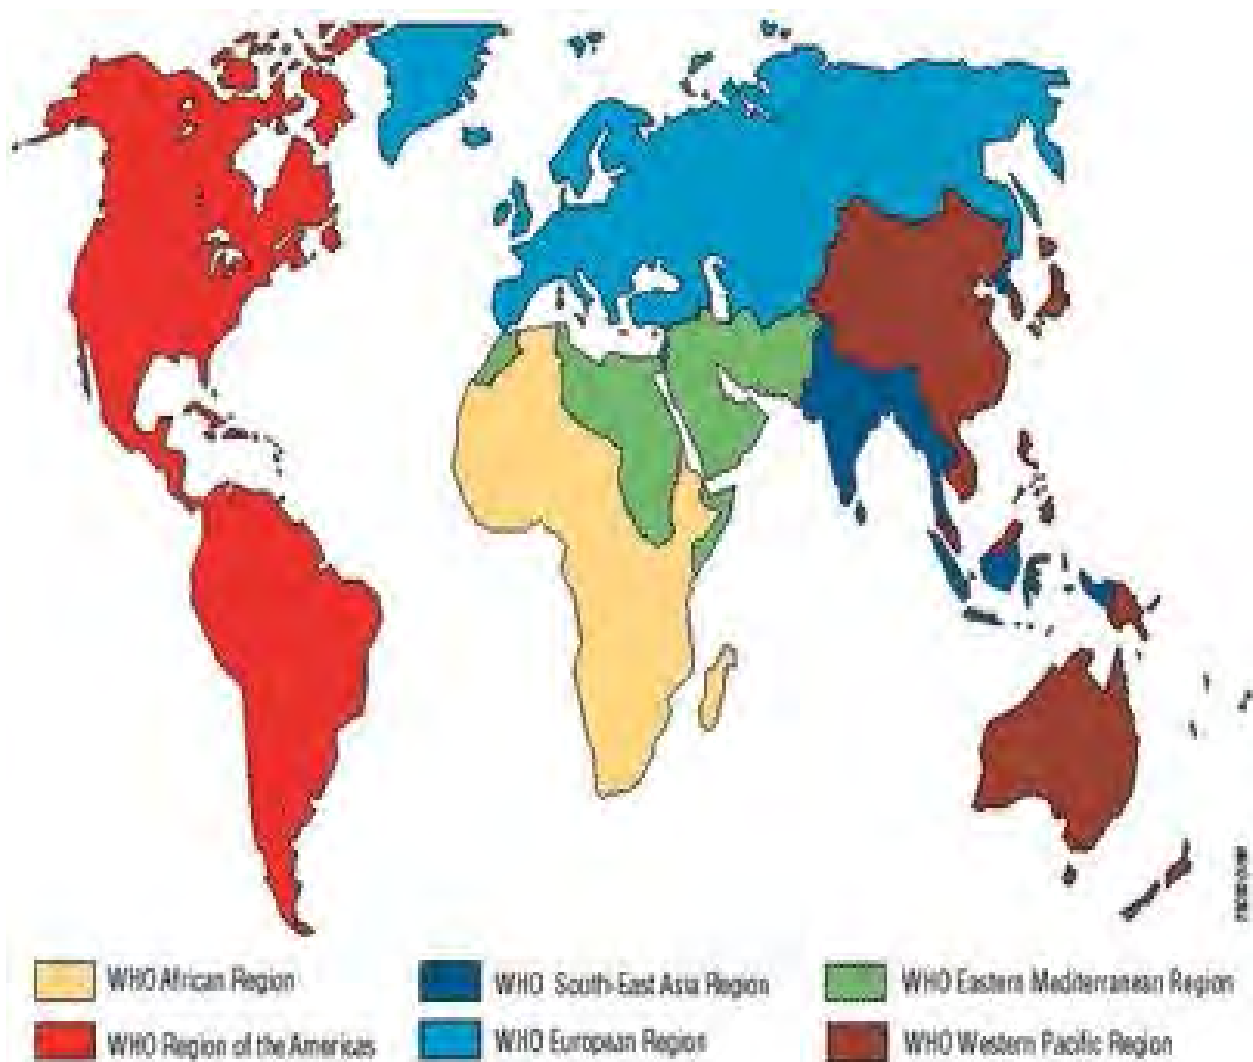 WHO African Region
WHO South-East Asia Region
WHO Eastern Mediterranean Region
WHO Region of the Americas
WHO European Region
WHO Western Pacific Region